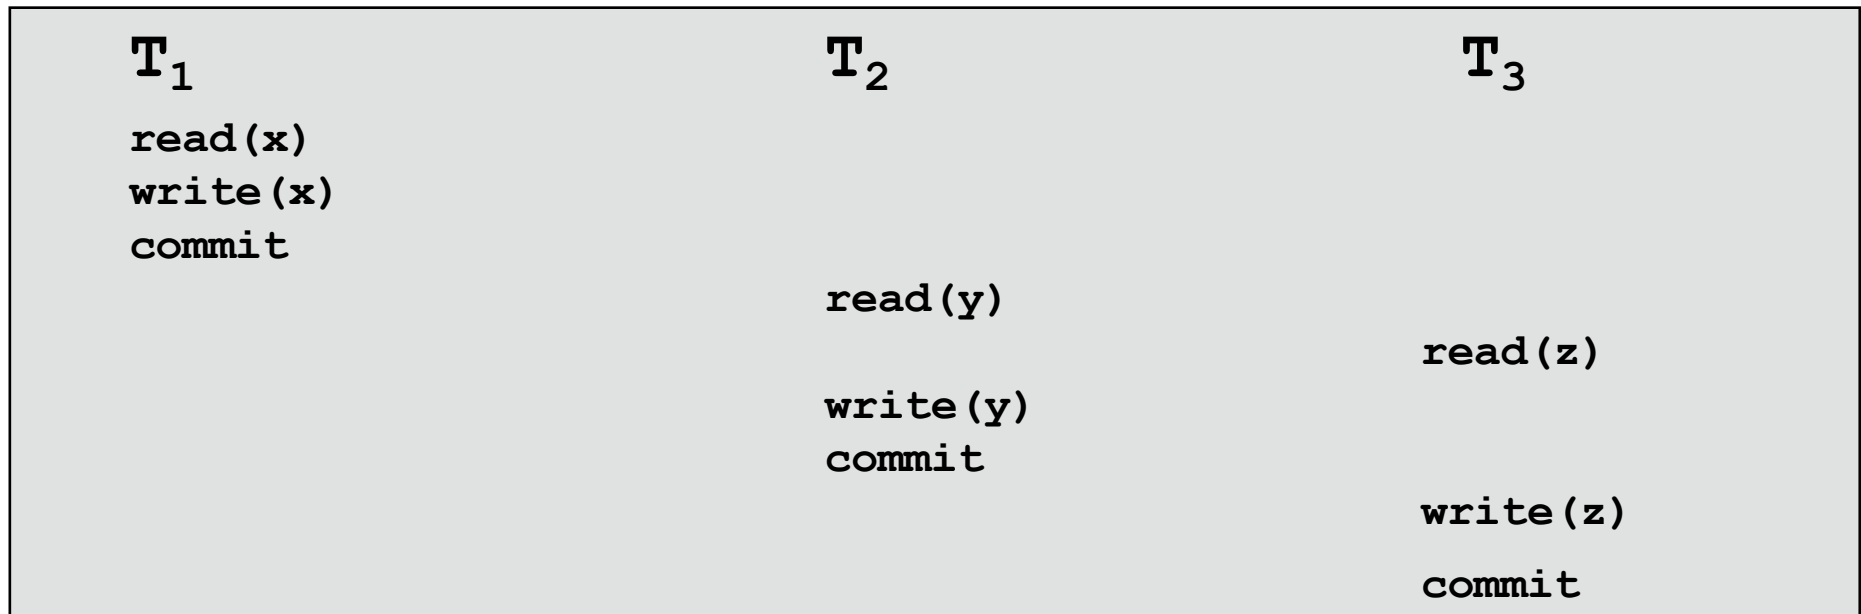 T₁ T₂ T₃
read(x)
write(x)
commit
read(y)
read(z)
write(y)
commit
write(z)
commit